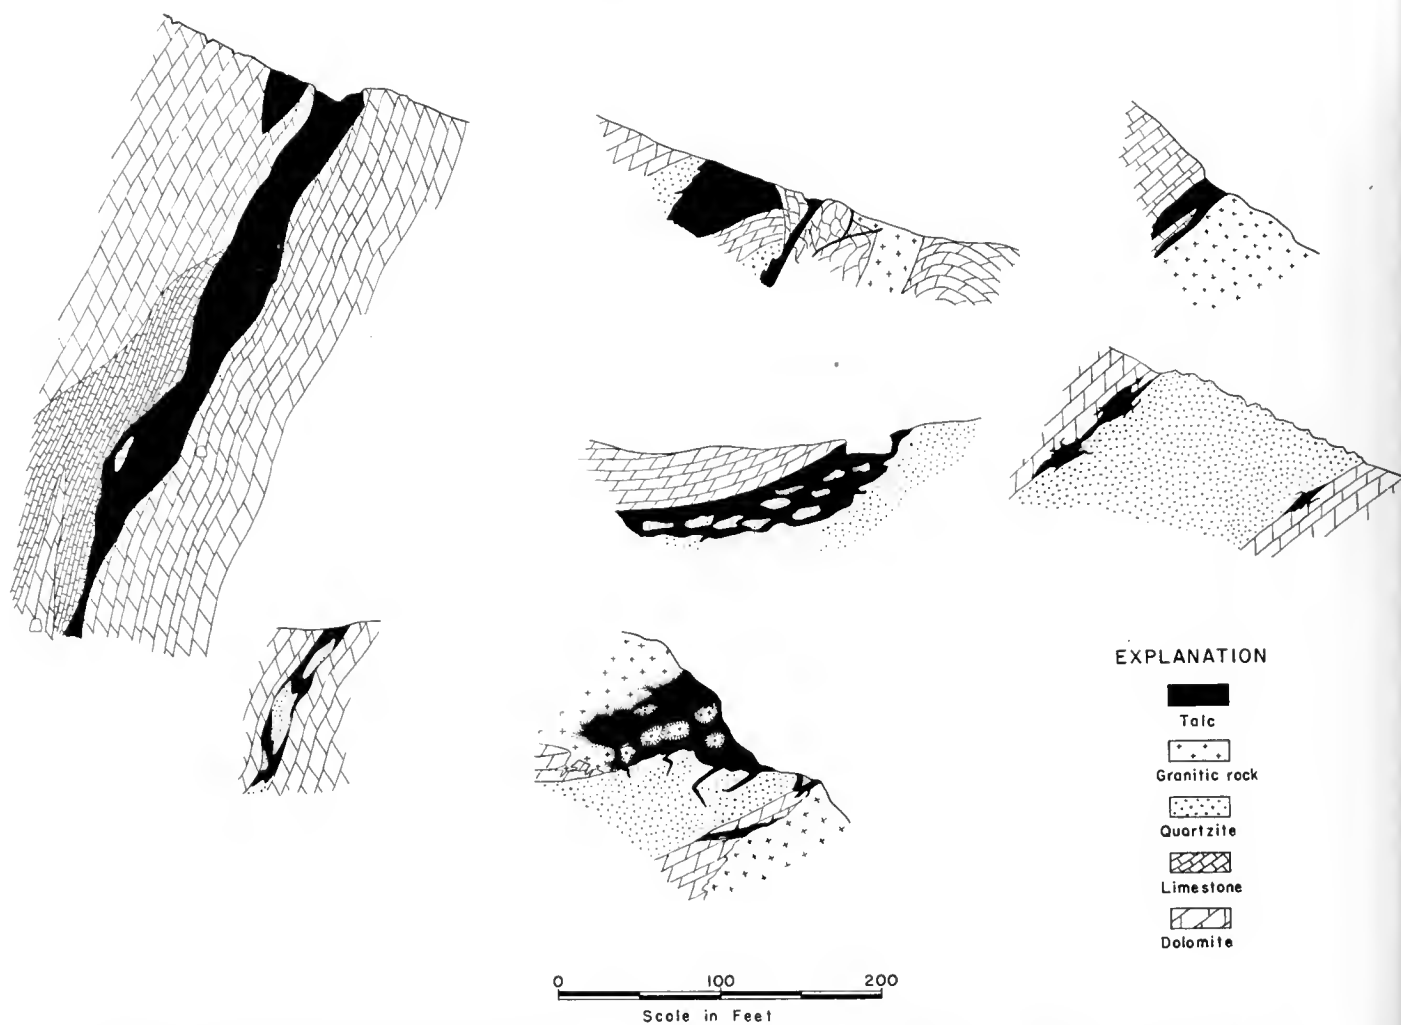 EXPLANATION
Talc
Granitic rock
Quartzite
Limestone
Dolomite
0 100 200
Scale in Feet